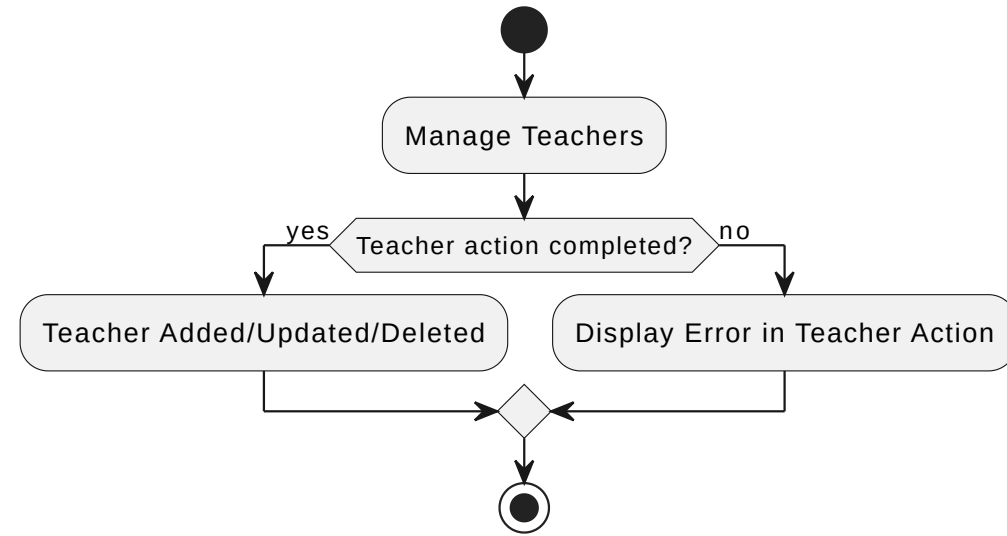 Manage Teachers
yes
Teacher action completed?
no
Teacher Added/Updated/Deleted
Display Error in Teacher Action